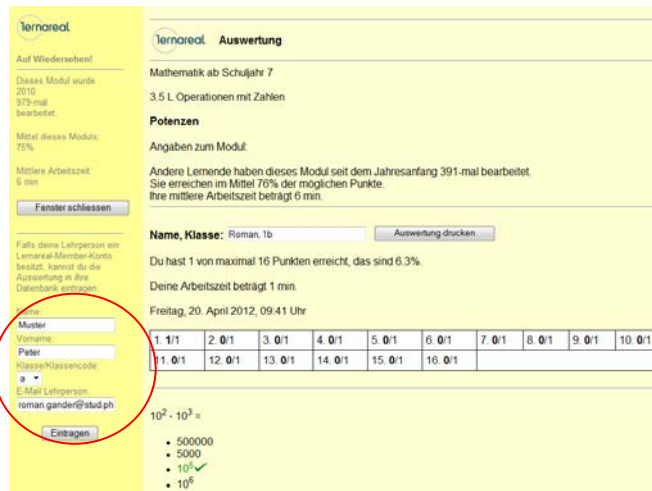 lernareal
Auf Wiedersehen!
Dieses Modul wurde
2010
979-mal
bearbeitet.
Mittel dieses Moduls:
75%
Mittlere Arbeitszeit:
6 min
Fenster schliessen
Falls deine Lehrperson ein
Lernareal-Member-Konto
besitzt, kannst du die
Auswertung in ihre
Datenbank eintragen.
Name:
Muster
Vorname:
Peter
Klasse/Klassencode:
a
E-Mail Lehrperson:
roman.gander@stud.ph
Eintragen
lernareal Auswertung
Mathematik ab Schuljahr 7
3.5 L Operationen mit Zahlen
Potenzen
Angaben zum Modul:
Andere Lernende haben dieses Modul seit dem Jahresanfang 391-mal bearbeitet.
Sie erreichen im Mittel 76% der möglichen Punkte.
Ihre mittlere Arbeitszeit beträgt 6 min.
Name, Klasse: Roman, 1b Auswertung drucken
Du hast 1 von maximal 16 Punkten erreicht, das sind 6.3%.
Deine Arbeitszeit beträgt 1 min.
Freitag, 20. April 2012, 09:41 Uhr
1. 1/1 2. 0/1 3. 0/1 4. 0/1 5. 0/1 6. 0/1 7. 0/1 8. 0/1 9. 0/1 10. 0/1
11. 0/1 12. 0/1 13. 0/1 14. 0/1 15. 0/1 16. 0/1
10² · 10³ =
• 500000
• 5000
• 10⁵ ✓
• 10⁶